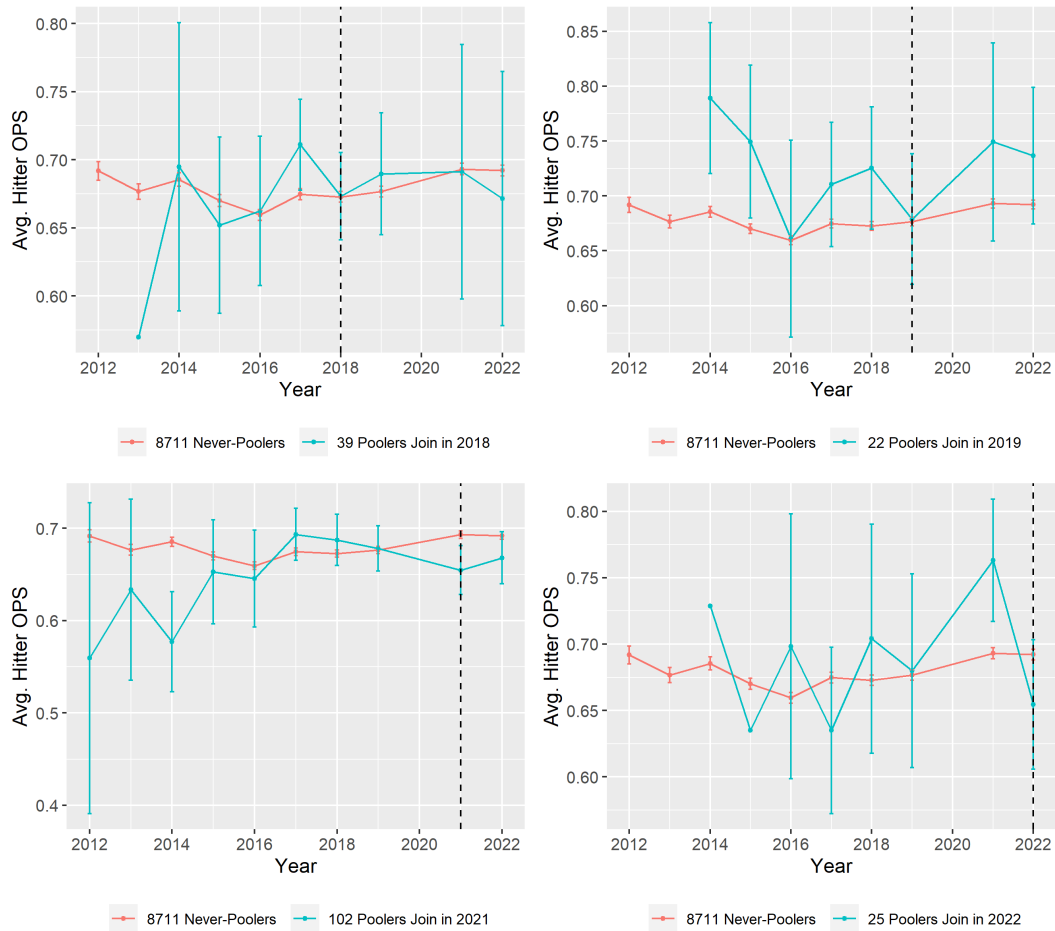 0.80
0.75
0.70
0.65
0.60
Avg. Hitter OPS
2012 2014 2016 2018 2020 2022
Year
8711 Never-Poolers 39 Poolers Join in 2018
0.85
0.80
0.75
0.70
0.65
0.60
Avg. Hitter OPS
2012 2014 2016 2018 2020 2022
Year
8711 Never-Poolers 22 Poolers Join in 2019
0.7
0.6
0.5
0.4
Avg. Hitter OPS
2012 2014 2016 2018 2020 2022
Year
8711 Never-Poolers 102 Poolers Join in 2021
0.80
0.75
0.70
0.65
0.60
Avg. Hitter OPS
2012 2014 2016 2018 2020 2022
Year
8711 Never-Poolers 25 Poolers Join in 2022